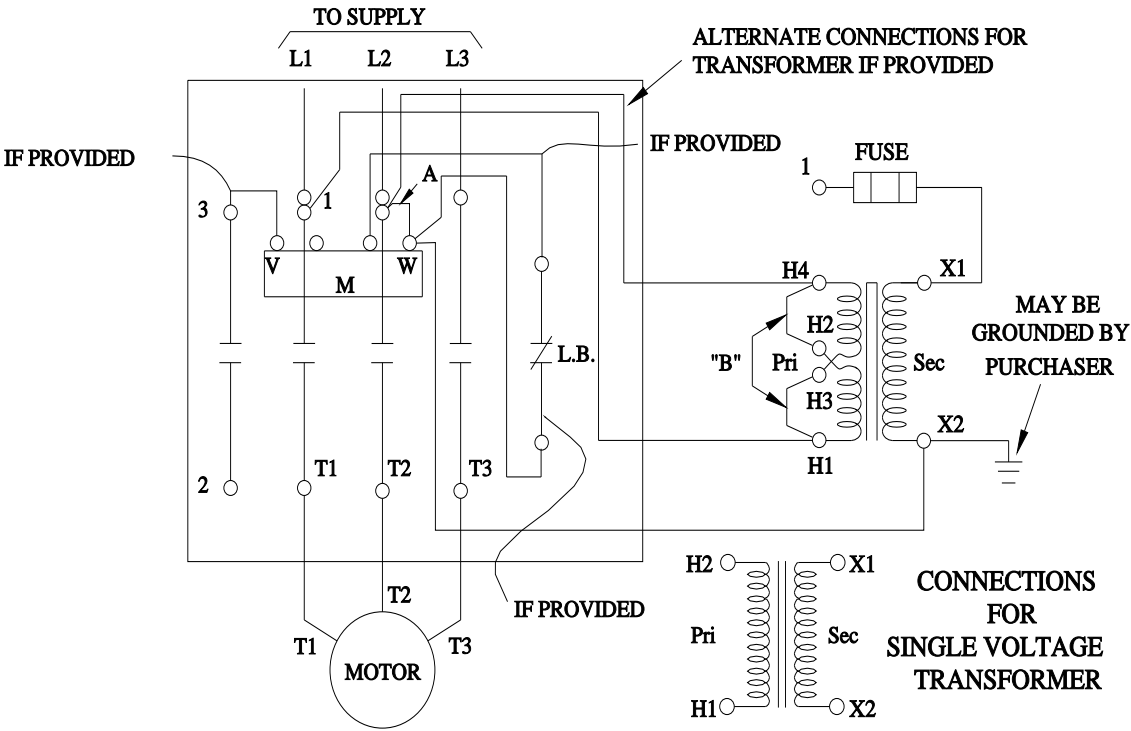 TO SUPPLY
L1 L2 L3
ALTERNATE CONNECTIONS FOR
TRANSFORMER IF PROVIDED
IF PROVIDED
IF PROVIDED
1
FUSE
A
3
1
V
W
M
H4
X1
MAY BE
GROUNDED BY
PURCHASER
H2
"B"
Pri
Sec
L.B.
H3
X2
H1
2
T1
T2
T3
IF PROVIDED
T2
T1
T3
MOTOR
H2
X1
Pri
Sec
H1
X2
CONNECTIONS
FOR
SINGLE VOLTAGE
TRANSFORMER